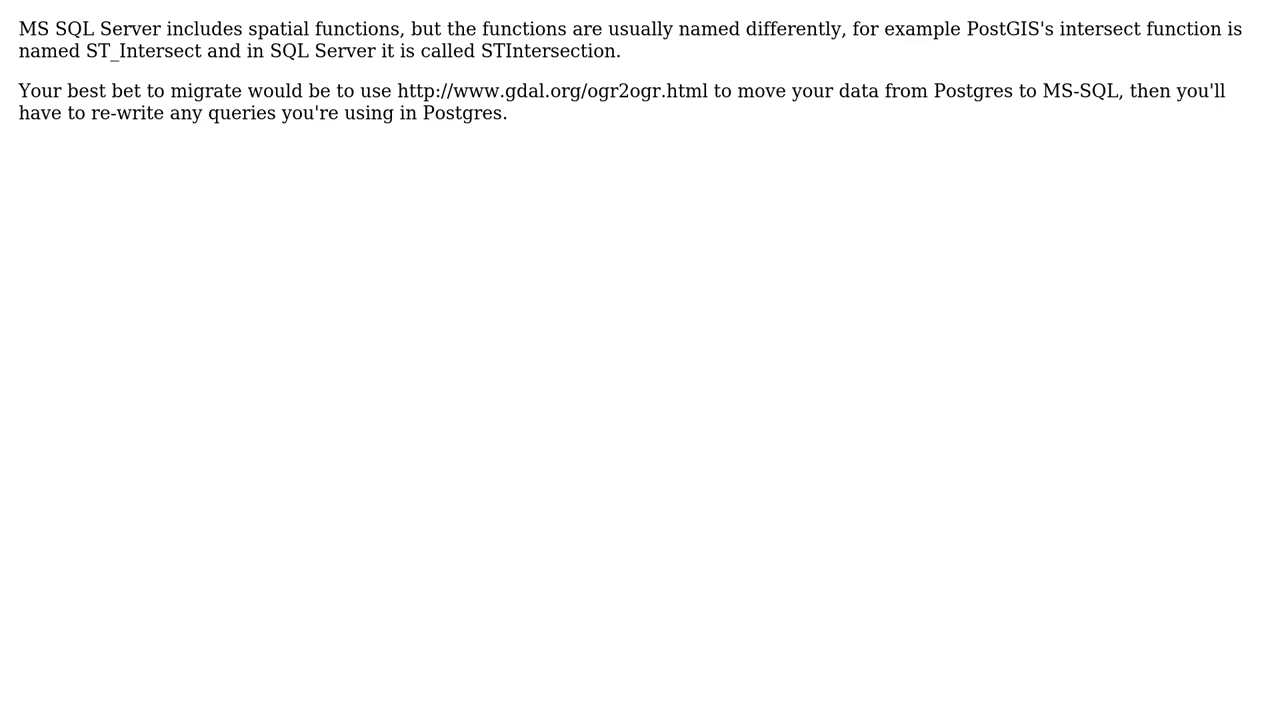 MS SQL Server includes spatial functions, but the functions are usually named differently, for example PostGIS's intersect function is
named ST_Intersect and in SQL Server it is called STIntersection.
Your best bet to migrate would be to use http://www.gdal.org/ogr2ogr.html to move your data from Postgres to MS-SQL, then you'll
have to re-write any queries you're using in Postgres.